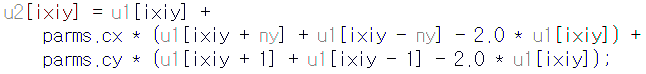 u2[ixiy] = u1[ixiy] +
parms.cx * (u1[ixiy + ny] + u1[ixiy - ny] - 2.0 * u1[ixiy]) +
parms.cy * (u1[ixiy + 1] + u1[ixiy - 1] - 2.0 * u1[ixiy]);